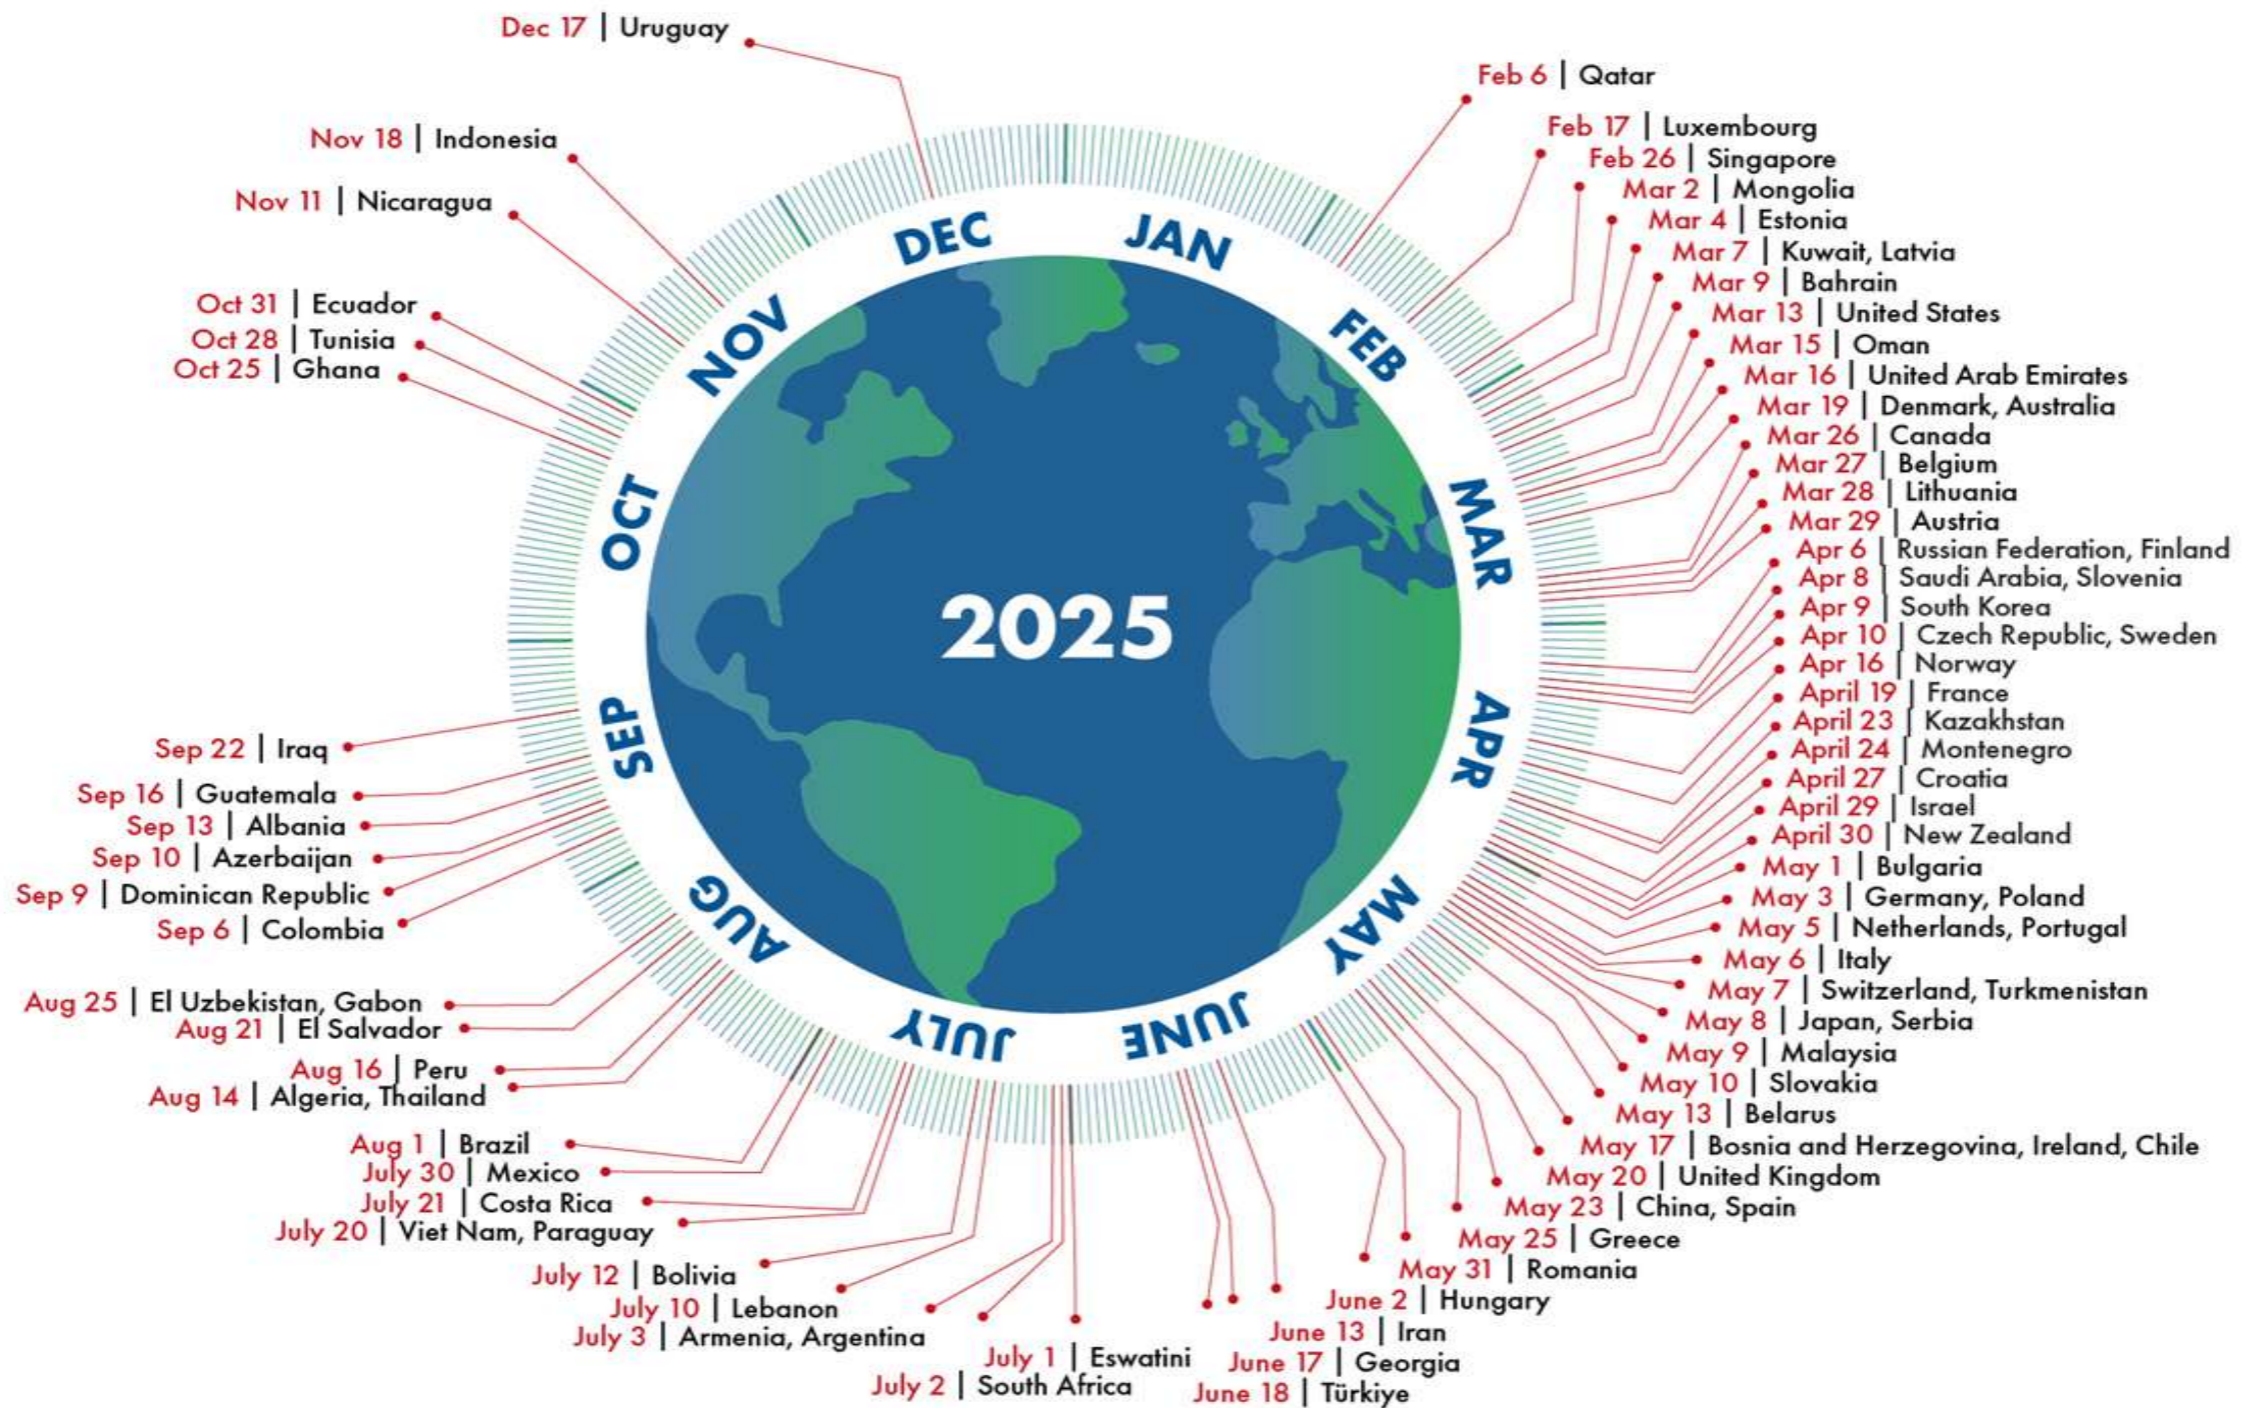 Dec 17 | Uruguay
Feb 6 | Qatar
Feb 17 | Luxembourg
Feb 26 | Singapore
Mar 2 | Mongolia
Mar 4 | Estonia
Mar 7 | Kuwait, Latvia
Mar 9 | Bahrain
Mar 13 | United States
Mar 15 | Oman
Mar 16 | United Arab Emirates
Mar 19 | Denmark, Australia
Mar 26 | Canada
Mar 27 | Belgium
Mar 28 | Lithuania
Mar 29 | Austria
Apr 6 | Russian Federation, Finland
Apr 8 | Saudi Arabia, Slovenia
Apr 9 | South Korea
Apr 10 | Czech Republic, Sweden
Apr 16 | Norway
April 19 | France
April 23 | Kazakhstan
April 24 | Montenegro
April 27 | Croatia
April 29 | Israel
April 30 | New Zealand
May 1 | Bulgaria
May 3 | Germany, Poland
May 5 | Netherlands, Portugal
May 6 | Italy
May 7 | Switzerland, Turkmenistan
May 8 | Japan, Serbia
May 9 | Malaysia
May 10 | Slovakia
May 13 | Belarus
May 17 | Bosnia and Herzegovina, Ireland, Chile
May 20 | United Kingdom
May 23 | China, Spain
May 25 | Greece
May 31 | Romania
June 2 | Hungary
June 13 | Iran
June 17 | Georgia
June 18 | Türkiye
July 1 | Eswatini
July 2 | South Africa
July 3 | Armenia, Argentina
July 10 | Lebanon
July 12 | Bolivia
July 20 | Viet Nam, Paraguay
July 21 | Costa Rica
July 30 | Mexico
Aug 1 | Brazil
Aug 14 | Algeria, Thailand
Aug 16 | Peru
Aug 21 | El Salvador
Aug 25 | El Uzbekistan, Gabon
Sep 6 | Colombia
Sep 9 | Dominican Republic
Sep 10 | Azerbaijan
Sep 13 | Albania
Sep 16 | Guatemala
Sep 22 | Iraq
Oct 25 | Ghana
Oct 28 | Tunisia
Oct 31 | Ecuador
Nov 11 | Nicaragua
Nov 18 | Indonesia
JAN
FEB
MAR
APR
MAY
JUNE
JULY
AUG
SEP
OCT
NOV
DEC
2025